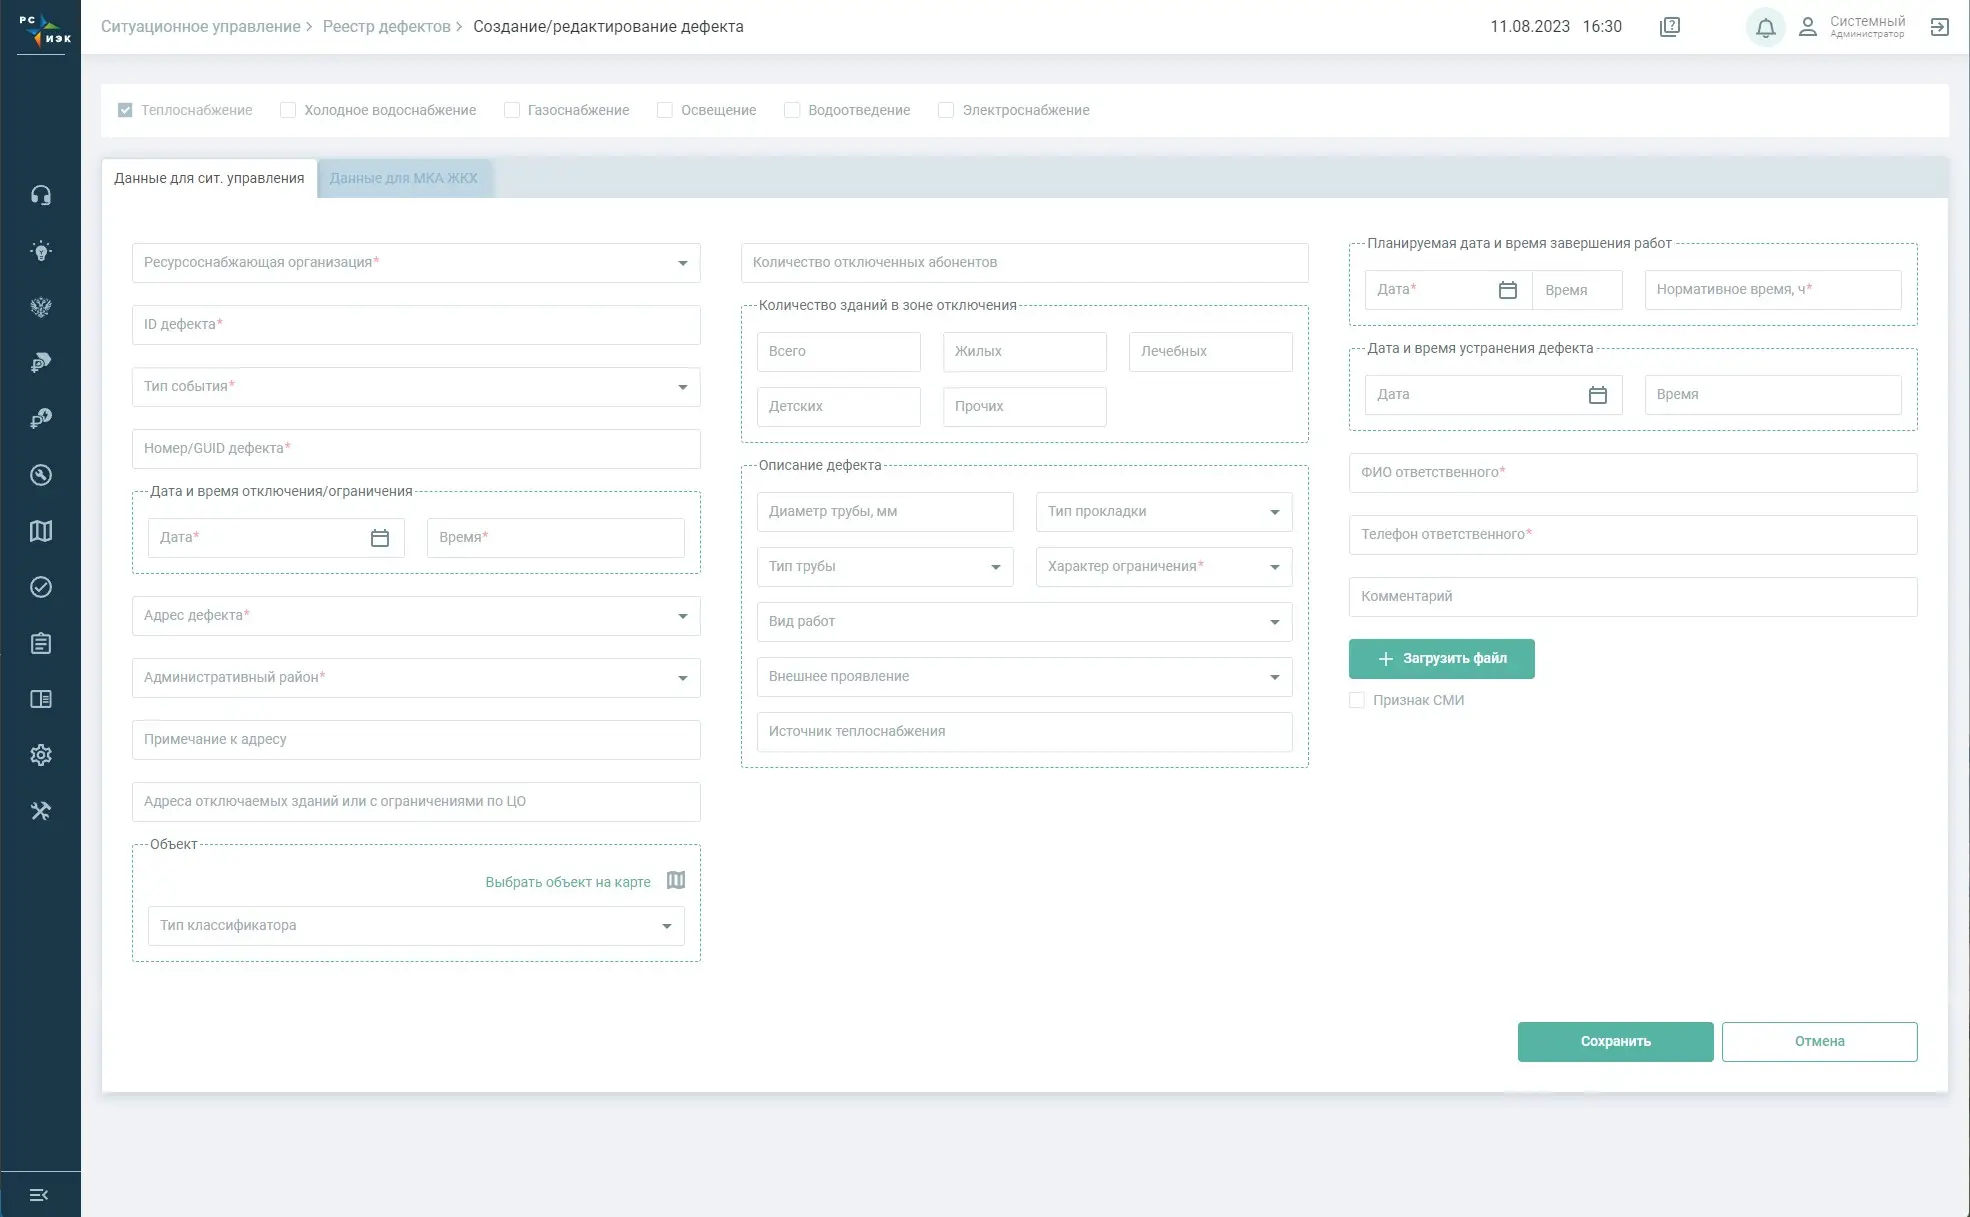 РС
ИЭК
Ситуационное управление > Реестр дефектов > Создание/редактирование дефекта
11.08.2023 16:30
Системный
Администратор
Теплоснабжение Холодное водоснабжение Газоснабжение Освещение Водоотведение Электроснабжение
Данные для сит. управления
Данные для МКА ЖКХ
Ресурсоснабжающая организация*
ID дефекта*
Тип события*
Номер/GUID дефекта*
Дата и время отключения/ограничения
Дата* Время*
Адрес дефекта*
Административный район*
Примечание к адресу
Адреса отключаемых зданий или с ограничениями по ЦО
Объект
Выбрать объект на карте
Тип классификатора
Количество отключенных абонентов
Количество зданий в зоне отключения
Всего Жилых Лечебных
Детских Прочих
Описание дефекта
Диаметр трубы, мм Тип прокладки
Тип трубы Характер ограничения*
Вид работ
Внешнее проявление
Источник теплоснабжения
Планируемая дата и время завершения работ
Дата* Время Нормативное время, ч*
Дата и время устранения дефекта
Дата Время
ФИО ответственного*
Телефон ответственного*
Комментарий
+ Загрузить файл
Признак СМИ
Сохранить Отмена